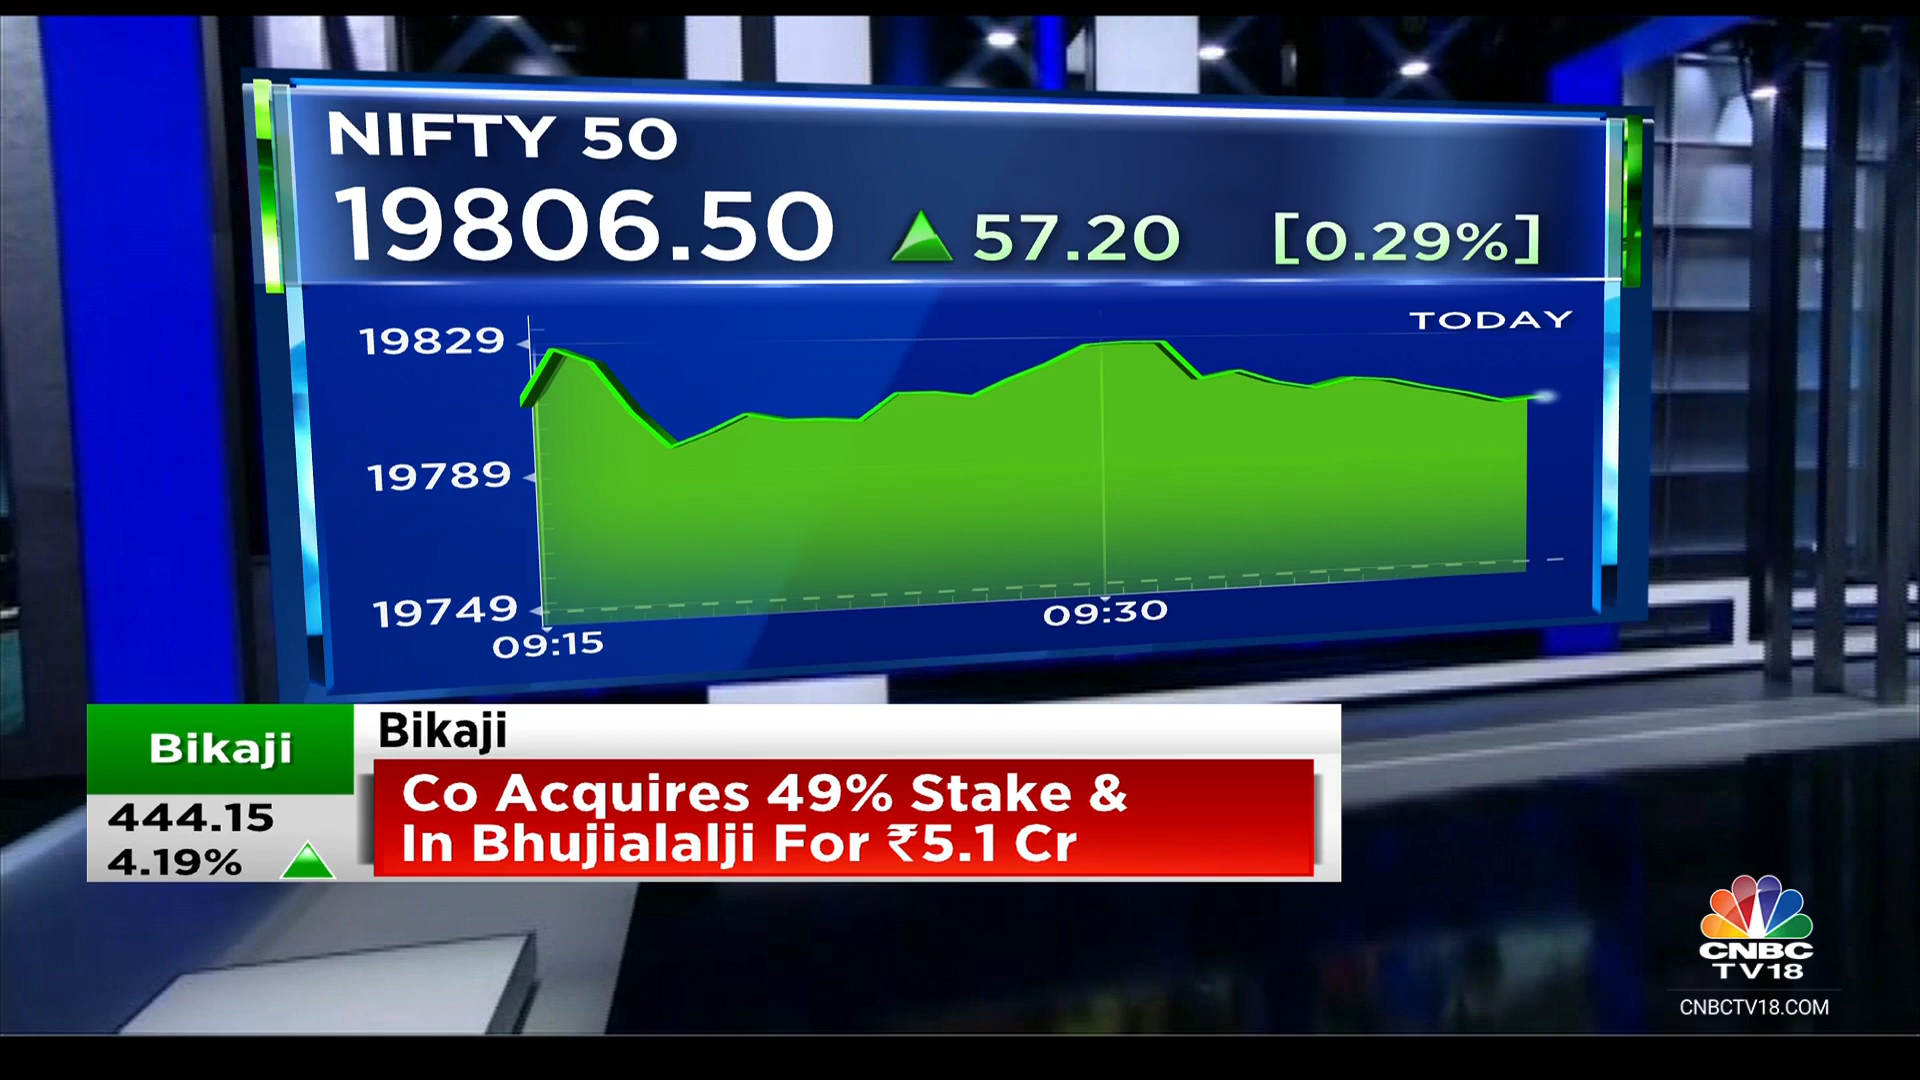 NIFTY 50
19806.50 57.20 [0.29%]
TODAY
19829
19789
19749
09:15
09:30
Bikaji
444.15
4.19%
Bikaji
Co Acquires 49% Stake &
In Bhujialalji For ₹5.1 Cr
CNBC
TV18
CNBCTV18.COM